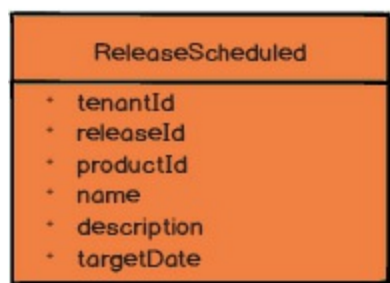 ReleaseScheduled
+ tenantId
+ releaseId
+ productId
+ name
+ description
+ targetDate